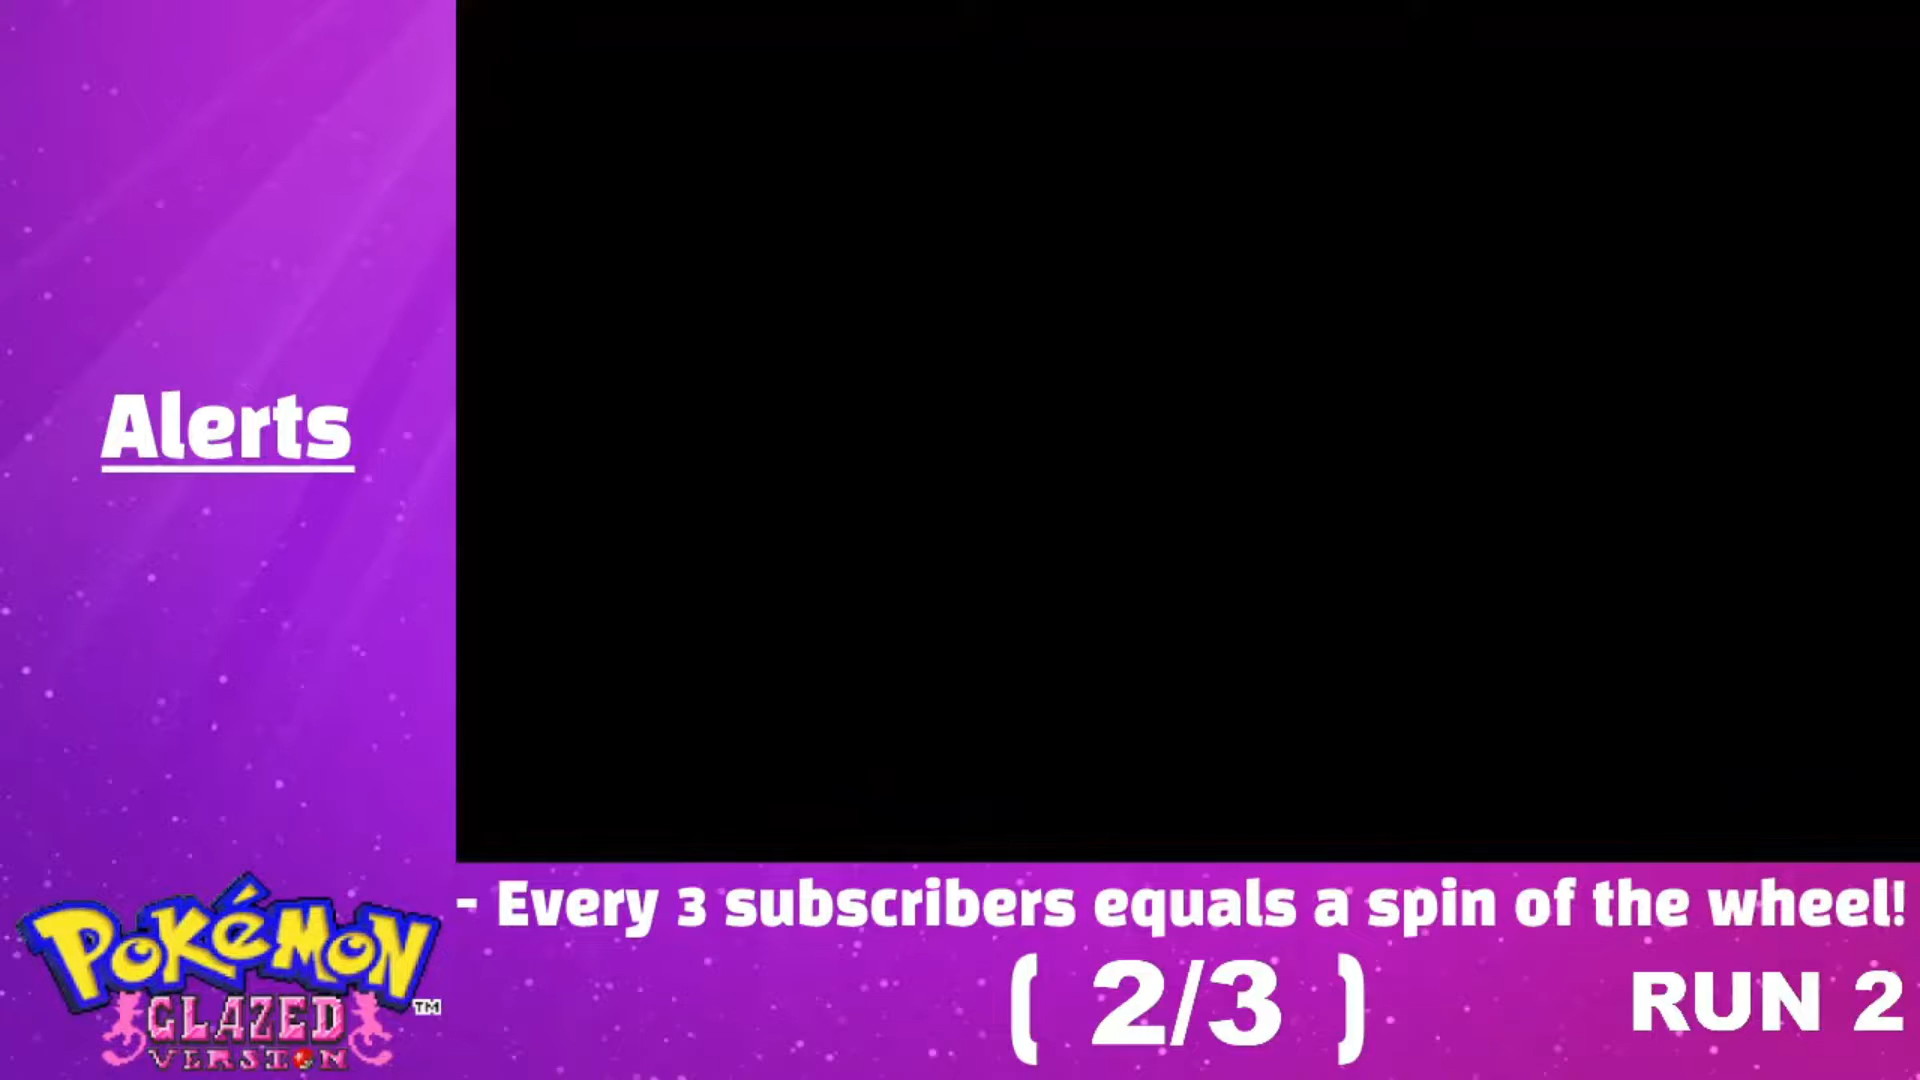 Alerts
POKéMON
GLAZED
VERSION
TM
- Every 3 subscribers equals a spin of the wheel!
( 2/3 )
RUN 2